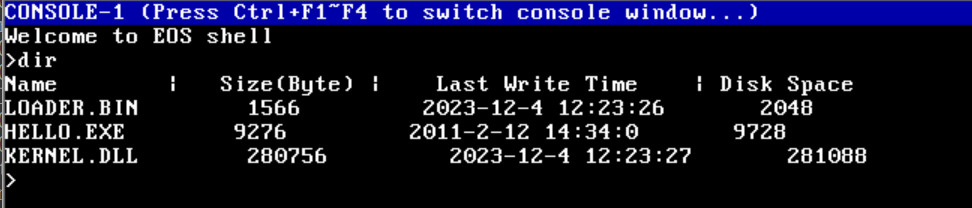 CONSOLE-1 (Press Ctrl+F1~F4 to switch console window...)
Welcome to EOS shell
>dir
Name | Size(Byte) | Last Write Time | Disk Space
LOADER.BIN 1566 2023-12-4 12:23:26 2048
HELLO.EXE 9276 2011-2-12 14:34:0 9728
KERNEL.DLL 280756 2023-12-4 12:23:27 281088
>